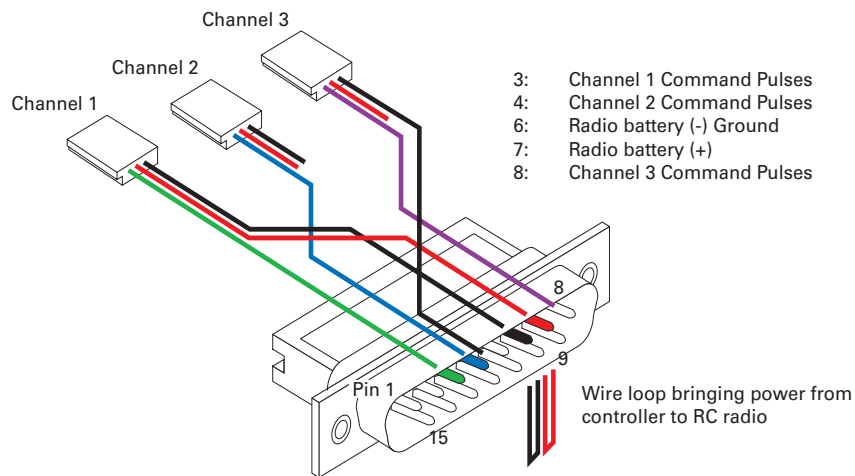 Channel 3
Channel 2
Channel 1
3: Channel 1 Command Pulses
4: Channel 2 Command Pulses
6: Radio battery (-) Ground
7: Radio battery (+)
8: Channel 3 Command Pulses
8
9
Pin 1
15
Wire loop bringing power from
controller to RC radio